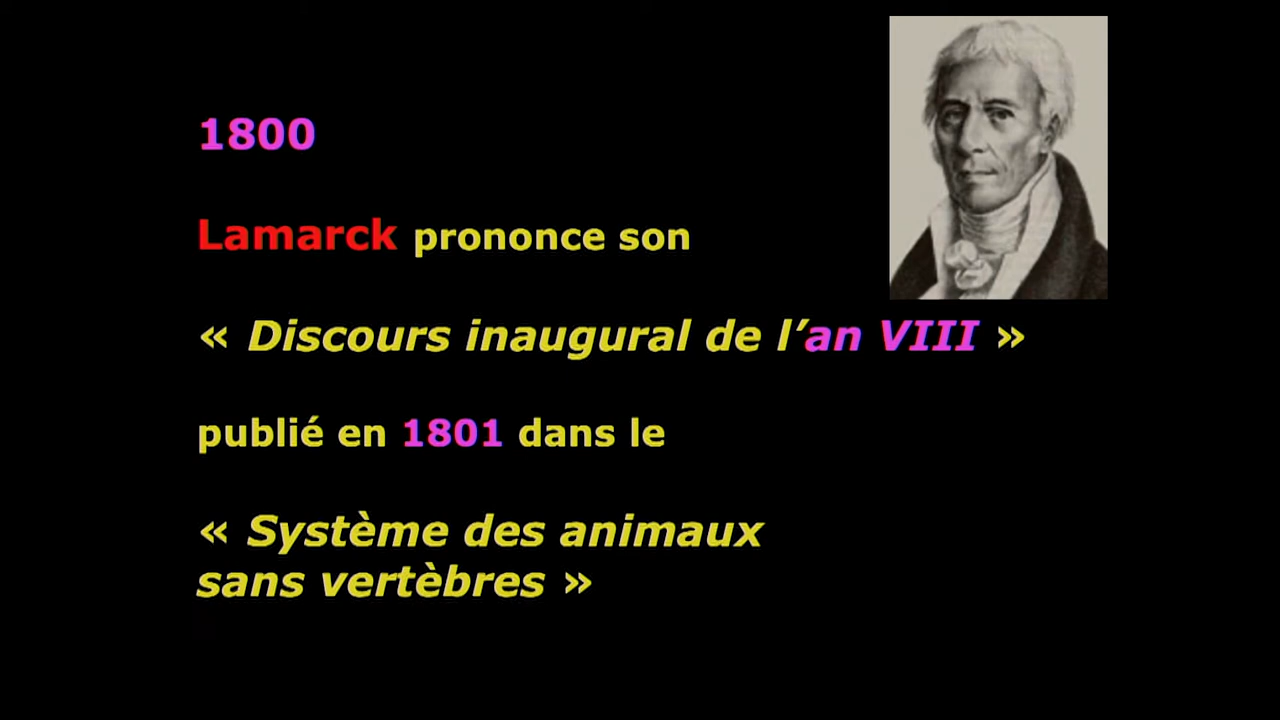 1800
Lamarck prononce son
« Discours inaugural de l’an VIII »
publié en 1801 dans le
« Système des animaux
sans vertèbres »